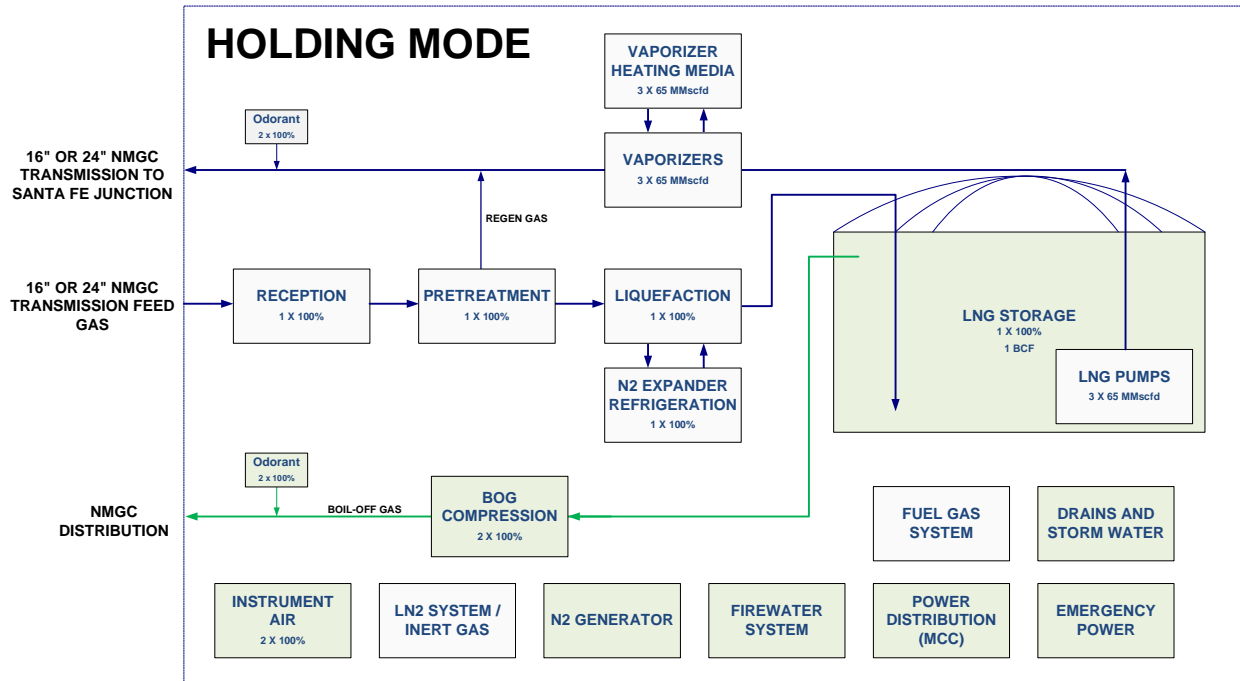 HOLDING MODE
VAPORIZER
HEATING MEDIA
3 X 65 MMscfd
Odorant
2 x 100%
16" OR 24" NMGC
TRANSMISSION TO
SANTA FE JUNCTION
VAPORIZERS
3 X 65 MMscfd
REGEN GAS
16" OR 24" NMGC
TRANSMISSION FEED
GAS
RECEPTION
1 X 100%
PRETREATMENT
1 X 100%
LIQUEFACTION
1 X 100%
LNG STORAGE
1 X 100%
1 BCF
LNG PUMPS
3 X 65 MMscfd
N2 EXPANDER
REFRIGERATION
1 X 100%
Odorant
2 x 100%
NMGC
DISTRIBUTION
BOIL-OFF GAS
BOG
COMPRESSION
2 X 100%
FUEL GAS
SYSTEM
DRAINS AND
STORM WATER
INSTRUMENT
AIR
2 X 100%
LN2 SYSTEM /
INERT GAS
N2 GENERATOR
FIREWATER
SYSTEM
POWER
DISTRIBUTION
(MCC)
EMERGENCY
POWER